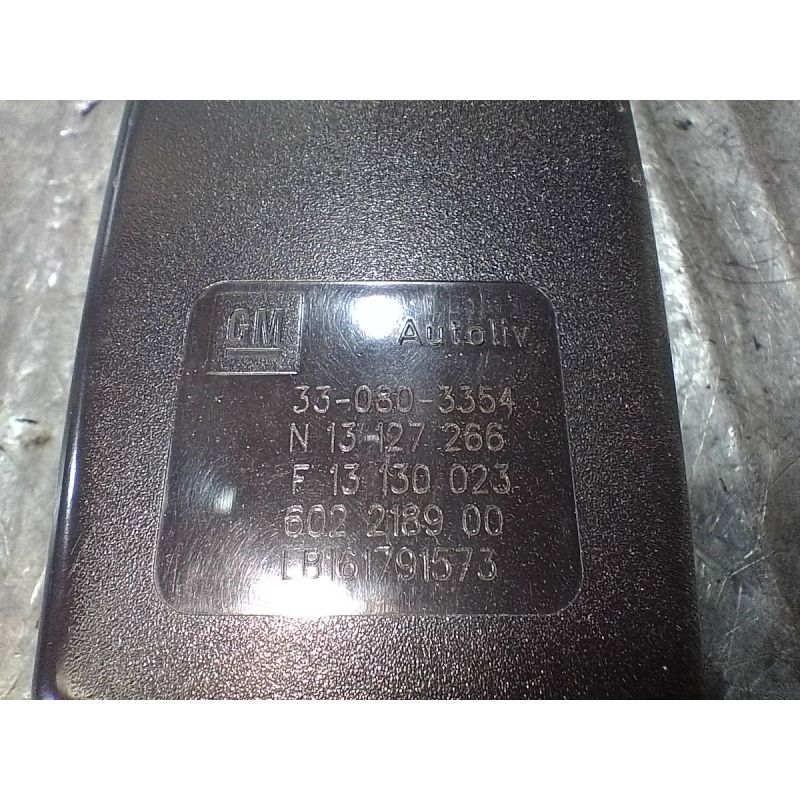 GM Autoliv
33-080-3354
N 13 127 266
F 13 130 023
602 2189 00
LB161791573